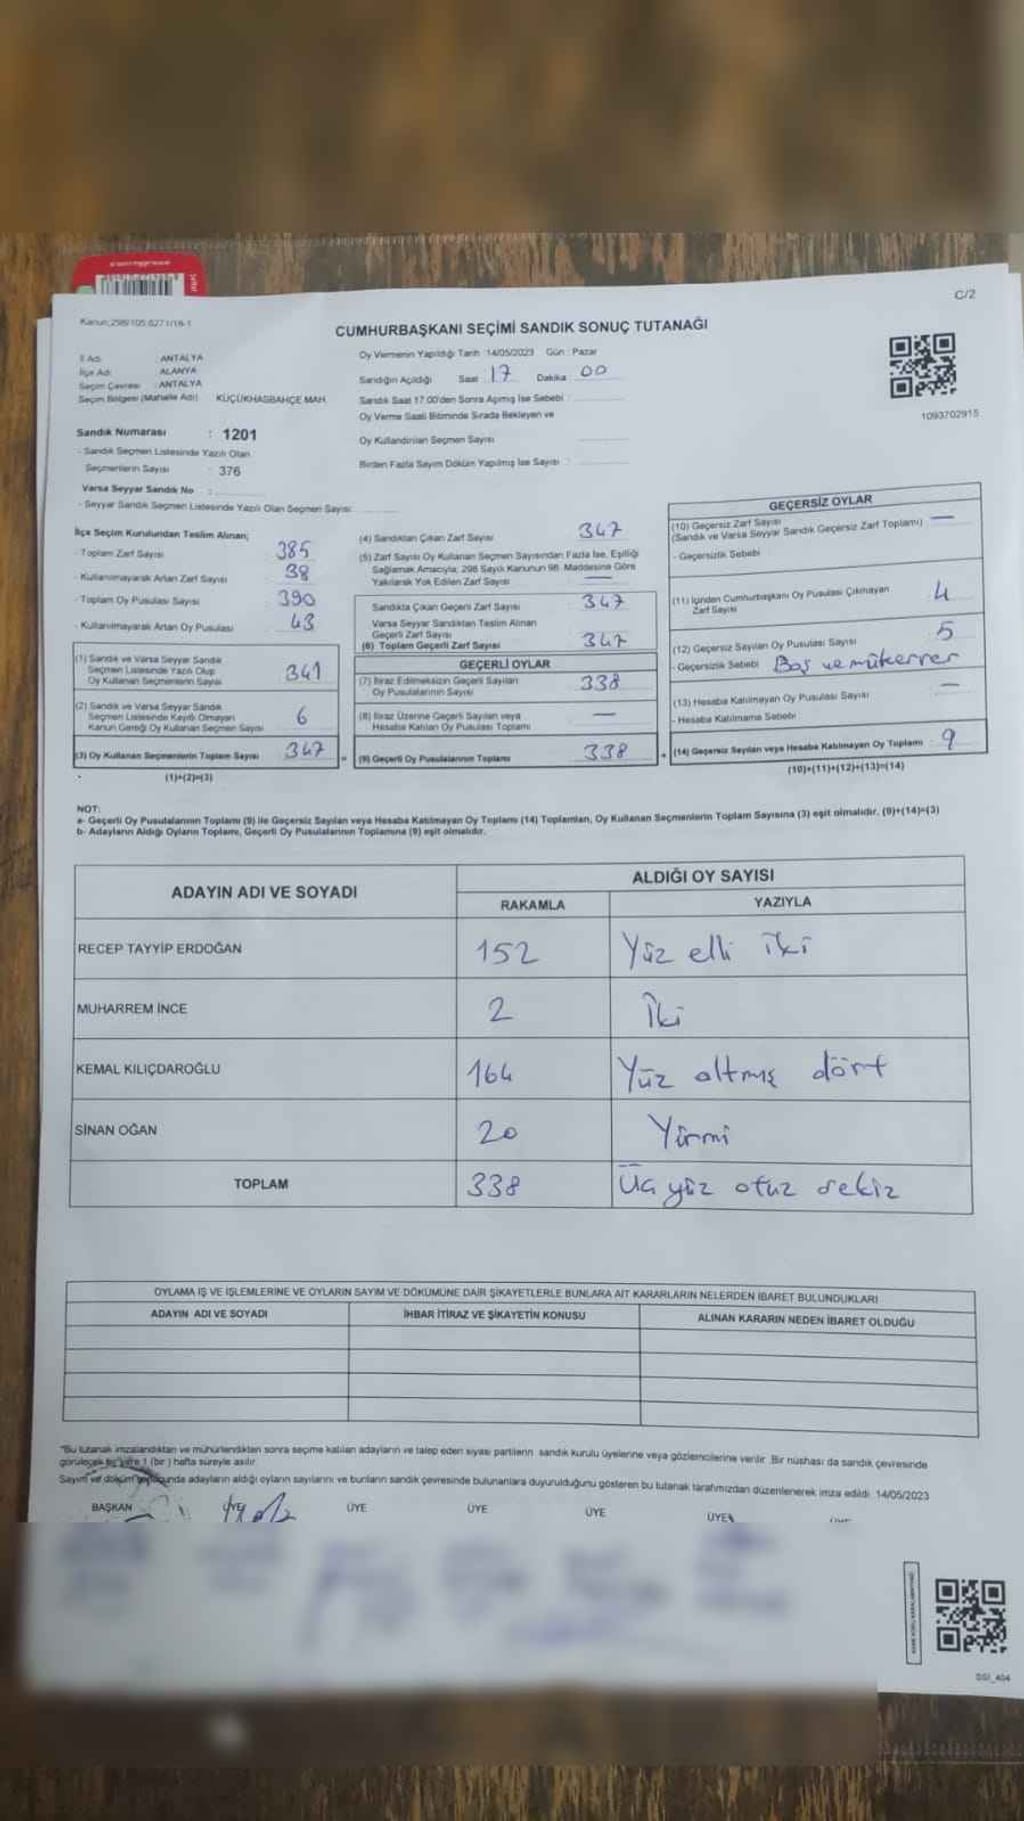 C/2
Kanun:298/105,6271/16-1
CUMHURBAŞKANI SEÇİMİ SANDIK SONUÇ TUTANAĞI
İl Adı : ANTALYA
İlçe Adı : ALANYA
Seçim Çevresi : ANTALYA
Seçim Bölgesi (Mahalle Adı) KÜÇÜKHASBAHÇE MAH.
Oy Vermenin Yapıldığı Tarih :14/05/2023 Gün : Pazar
Sandığın Açıldığı Saat : 17 Dakika : 00
Sandık Saat 17.00'den Sonra Açılmış İse Sebebi :
Oy Verme Saati Bitiminde Sırada Bekleyen ve
Oy Kullandırılan Seçmen Sayısı
Birden Fazla Sayım Döküm Yapılmış İse Sayısı :
1093702915
Sandık Numarası : 1201
- Sandık Seçmen Listesinde Yazılı Olan
Seçmenlerin Sayısı : 376
Varsa Seyyar Sandık No :
- Seyyar Sandık Seçmen Listesinde Yazılı Olan Seçmen Sayısı:
İlçe Seçim Kurulundan Teslim Alınan;
- Toplam Zarf Sayısı 385
- Kullanılmayarak Artan Zarf Sayısı 38
- Toplam Oy Pusulası Sayısı 390
- Kullanılmayarak Artan Oy Pusulası 43
(1) Sandık ve Varsa Seyyar Sandık
Seçmen Listesinde Yazılı Olup
Oy Kullanan Seçmenlerin Sayısı 341
(2) Sandık ve Varsa Seyyar Sandık
Seçmen Listesinde Kayıtlı Olmayan
Kanun Gereği Oy Kullanan Seçmen Sayısı 6
(3) Oy Kullanan Seçmenlerin Toplam Sayısı 347
(1)+(2)=(3)
(4) Sandıktan Çıkan Zarf Sayısı 347
(5) Zarf Sayısı Oy Kullanan Seçmen Sayısından Fazla İse, Eşitliği
Sağlamak Amacıyla; 298 Sayılı Kanunun 98. Maddesine Göre
Yakılarak Yok Edilen Zarf Sayısı —
Sandıkta Çıkan Geçerli Zarf Sayısı 347
Varsa Seyyar Sandıktan Teslim Alınan
Geçerli Zarf Sayısı
(6) Toplam Geçerli Zarf Sayısı 347
GEÇERLİ OYLAR
(7) İtiraz Edilmeksizin Geçerli Sayılan
Oy Pusulalarının Sayısı 338
(8) İtiraz Üzerine Geçerli Sayılan veya
Hesaba Katılan Oy Pusulası Toplamı —
(9) Geçerli Oy Pusulalarının Toplamı 338
GEÇERSİZ OYLAR
(10) Geçersiz Zarf Sayısı —
(Sandık ve Varsa Seyyar Sandık Geçersiz Zarf Toplamı)
- Geçersizlik Sebebi
(11) İçinden Cumhurbaşkanı Oy Pusulası Çıkmayan
Zarf Sayısı 4
(12) Geçersiz Sayılan Oy Pusulası Sayısı 5
- Geçersizlik Sebebi Boş ve mükerrer
(13) Hesaba Katılmayan Oy Pusulası Sayısı —
- Hesaba Katılmama Sebebi
(14) Geçersiz Sayılan veya Hesaba Katılmayan Oy Toplamı 9
(10)+(11)+(12)+(13)=(14)
NOT:
a- Geçerli Oy Pusulalarının Toplamı (9) ile Geçersiz Sayılan veya Hesaba Katılmayan Oy Toplamı (14) Toplamları, Oy Kullanan Seçmenlerin Toplam Sayısına (3) eşit olmalıdır. (9)+(14)=(3)
b- Adayların Aldığı Oyların Toplamı, Geçerli Oy Pusulalarının Toplamına (9) eşit olmalıdır.
ADAYIN ADI VE SOYADI ALDIĞI OY SAYISI
RAKAMLA YAZIYLA
RECEP TAYYİP ERDOĞAN 152 Yüz elli iki
MUHARREM İNCE 2 İki
KEMAL KILIÇDAROĞLU 164 Yüz altmış dört
SİNAN OĞAN 20 Yirmi
TOPLAM 338 Üç yüz otuz sekiz
OYLAMA İŞ VE İŞLEMLERİNE VE OYLARIN SAYIM VE DÖKÜMÜNE DAİR ŞİKAYETLERLE BUNLARA AİT KARARLARIN NELERDEN İBARET BULUNDUKLARI
ADAYIN ADI VE SOYADI İHBAR İTİRAZ VE ŞİKAYETİN KONUSU ALINAN KARARIN NEDEN İBARET OLDUĞU
"Bu tutanak imzalandıktan ve mühürlendikten sonra seçime katılan adayların ve talep eden siyasi partilerin sandık kurulu üyelerine veya gözlemcilerine verilir. Bir nüshası da sandık çevresinde
görülecek bir yere 1 (bir ) hafta süreyle asılır.
Sayım ve döküm sonucunda adayların aldığı oyların sayılarını ve bunların sandık çevresinde bulunanlara duyurulduğunu gösteren bu tutanak tarafımızdan düzenlenerek imza edildi. 14/05/2023
BAŞKAN ÜYE ÜYE ÜYE ÜYE
SSI_404